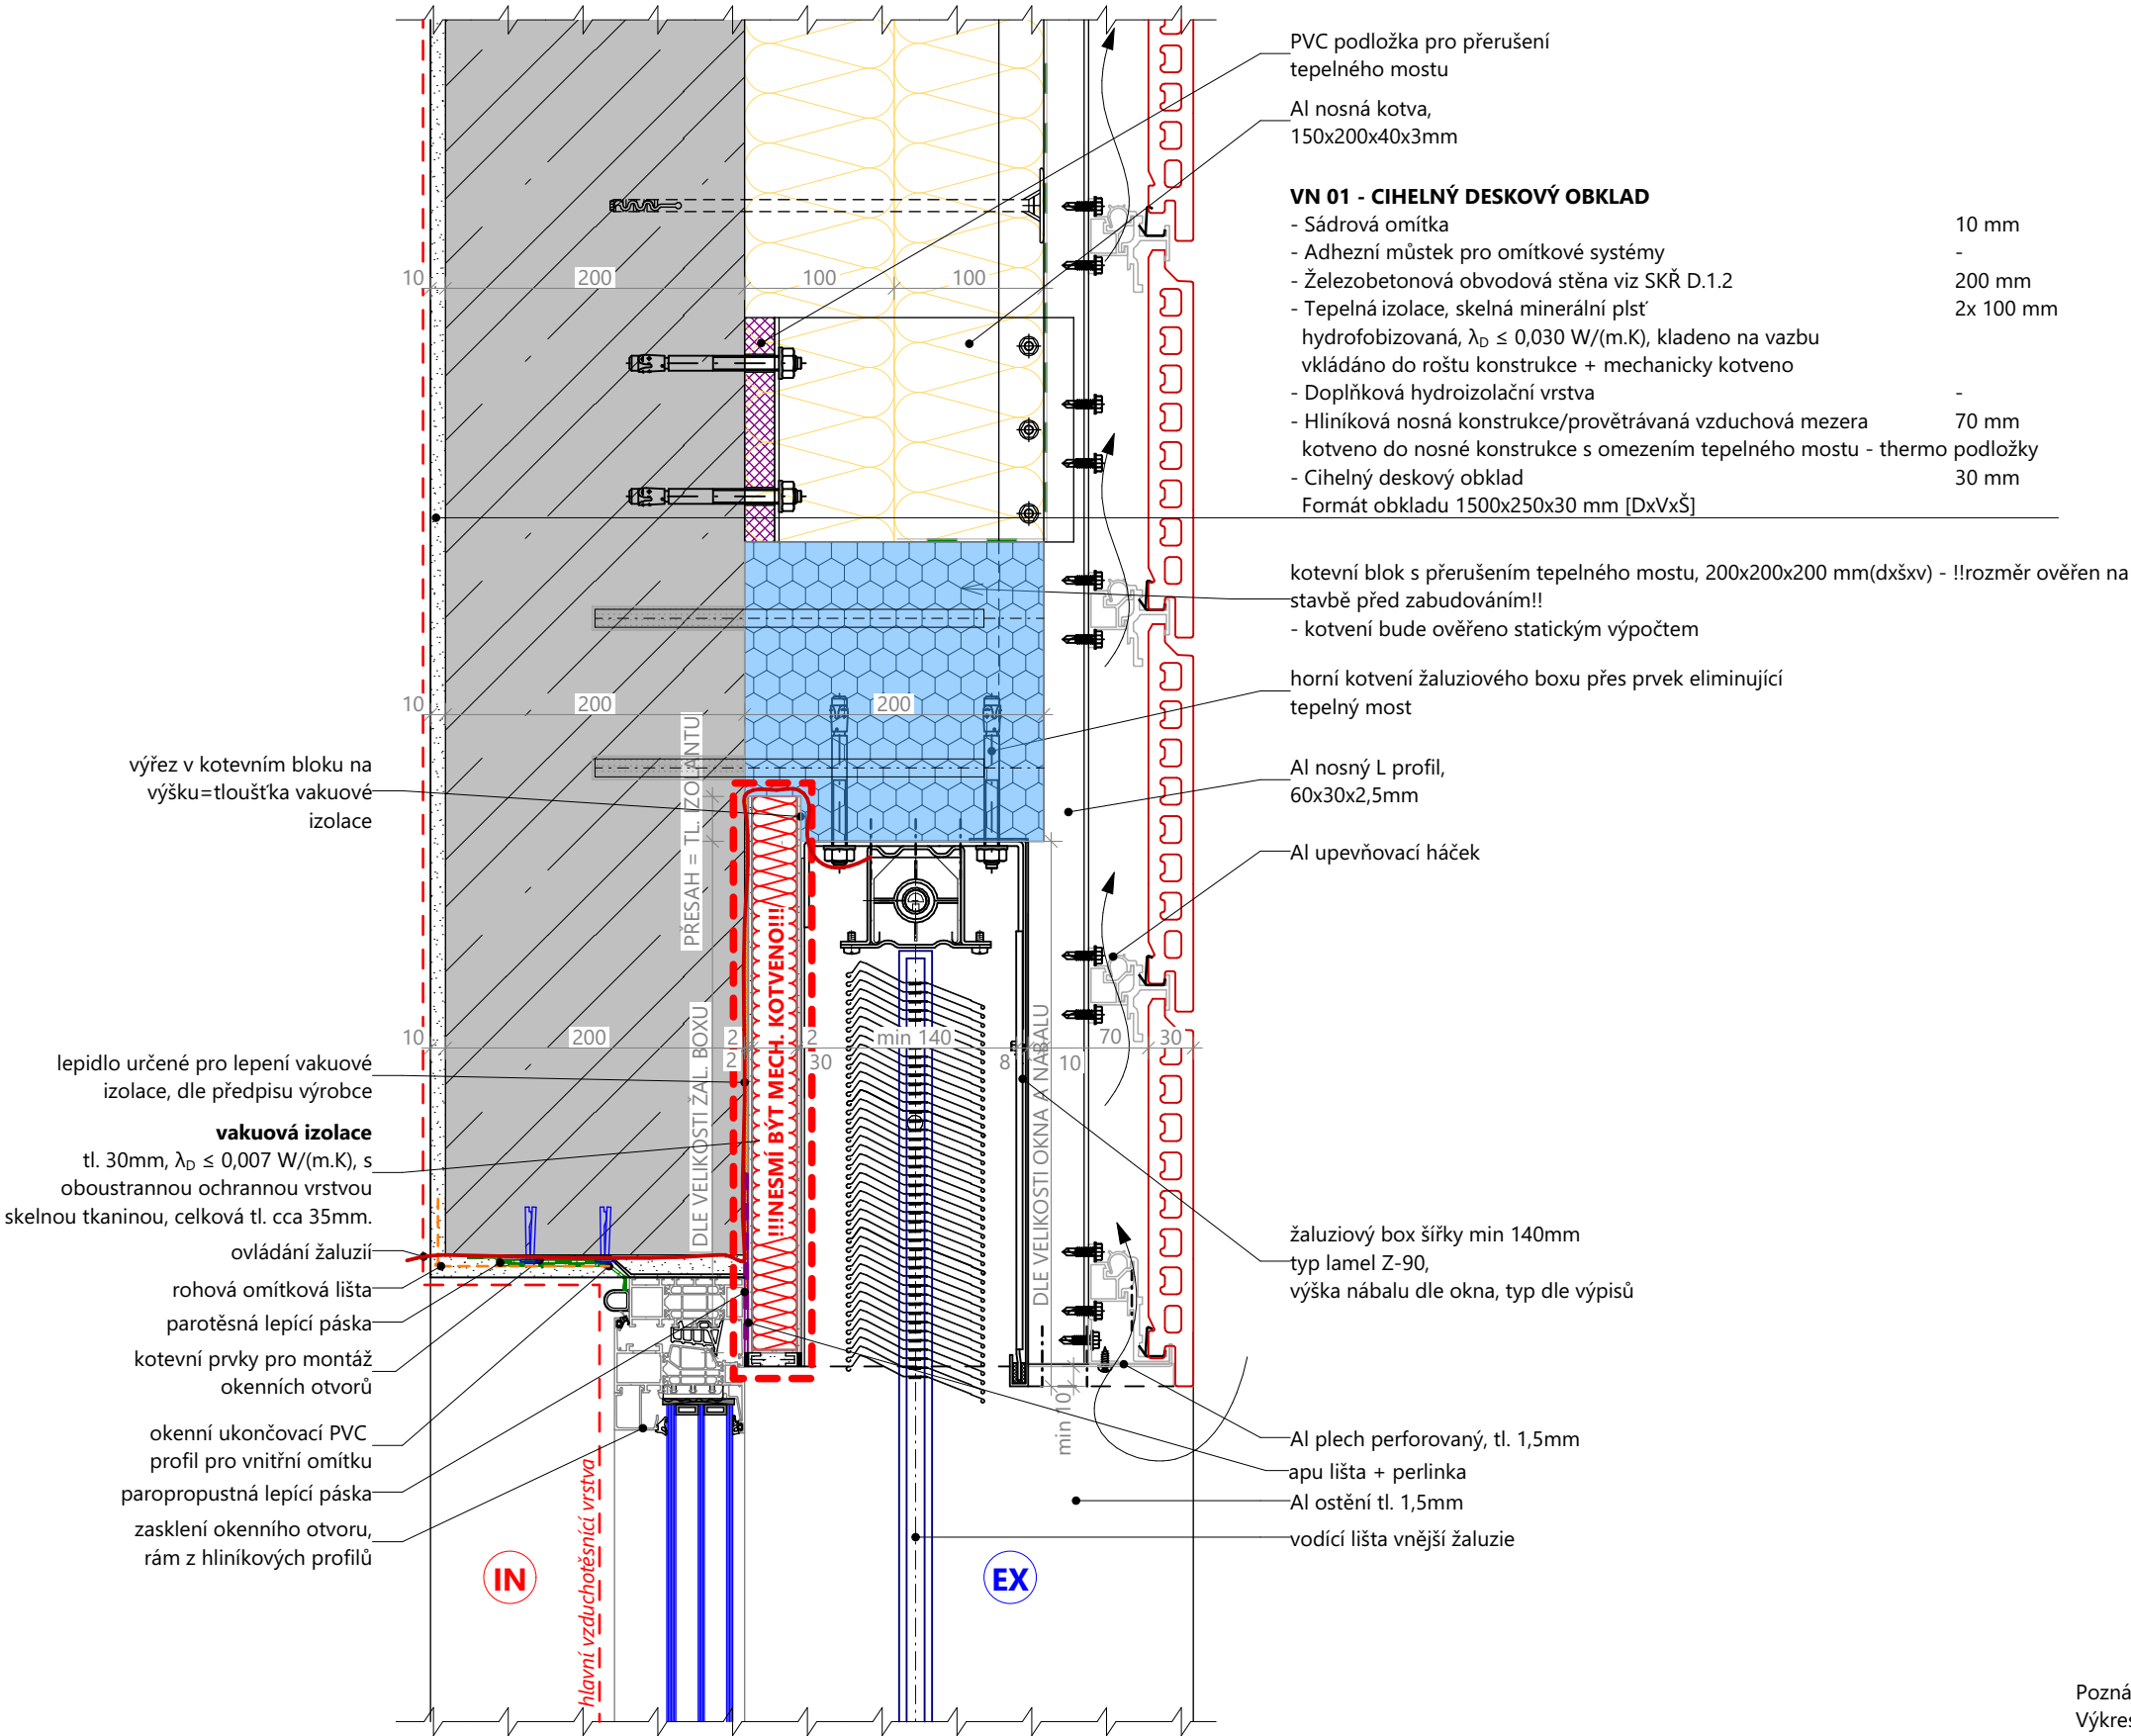 PVC podložka pro přerušení
tepelného mostu
Al nosná kotva,
150x200x40x3mm
VN 01 - CIHELNÝ DESKOVÝ OBKLAD
- Sádrová omítka 10 mm
- Adhezní můstek pro omítkové systémy -
- Železobetonová obvodová stěna viz SKŘ D.1.2 200 mm
- Tepelná izolace, skelná minerální plsť 2x 100 mm
hydrofobizovaná, λD ≤ 0,030 W/(m.K), kladeno na vazbu
vkládáno do roštu konstrukce + mechanicky kotveno
- Doplňková hydroizolační vrstva -
- Hliníková nosná konstrukce/provětrávaná vzduchová mezera 70 mm
kotveno do nosné konstrukce s omezením tepelného mostu - thermo podložky
- Cihelný deskový obklad 30 mm
Formát obkladu 1500x250x30 mm [DxVxŠ]
kotevní blok s přerušením tepelného mostu, 200x200x200 mm(dxšxv) - !!rozměr ověřen na
stavbě před zabudováním!!
- kotvení bude ověřeno statickým výpočtem
horní kotvení žaluziového boxu přes prvek eliminující
tepelný most
Al nosný L profil,
60x30x2,5mm
Al upevňovací háček
žaluziový box šířky min 140mm
typ lamel Z-90,
výška nábalu dle okna, typ dle výpisů
Al plech perforovaný, tl. 1,5mm
apu lišta + perlinka
Al ostění tl. 1,5mm
vodící lišta vnější žaluzie
výřez v kotevním bloku na
výšku=tloušťka vakuové
izolace
lepidlo určené pro lepení vakuové
izolace, dle předpisu výrobce
vakuová izolace
tl. 30mm, λD ≤ 0,007 W/(m.K), s
oboustrannou ochrannou vrstvou
skelnou tkaninou, celková tl. cca 35mm.
ovládání žaluzií
rohová omítková lišta
parotěsná lepící páska
kotevní prvky pro montáž
okenních otvorů
okenní ukončovací PVC
profil pro vnitřní omítku
paropropustná lepící páska
zasklení okenního otvoru,
rám z hliníkových profilů
10 200 100 100
10 200 200
10 200 2 2 min 140 70 30
2 30 8 10
PŘESAH = TL. IZOLANTU
DLE VELIKOSTI ŽAL. BOXU
!!!NESMÍ BÝT MECH. KOTVENO!!!
DLE VELIKOSTI OKNA A NÁBALU
min 10
hlavní vzduchotěsnící vrstva
IN
EX
Pozná
Výkres